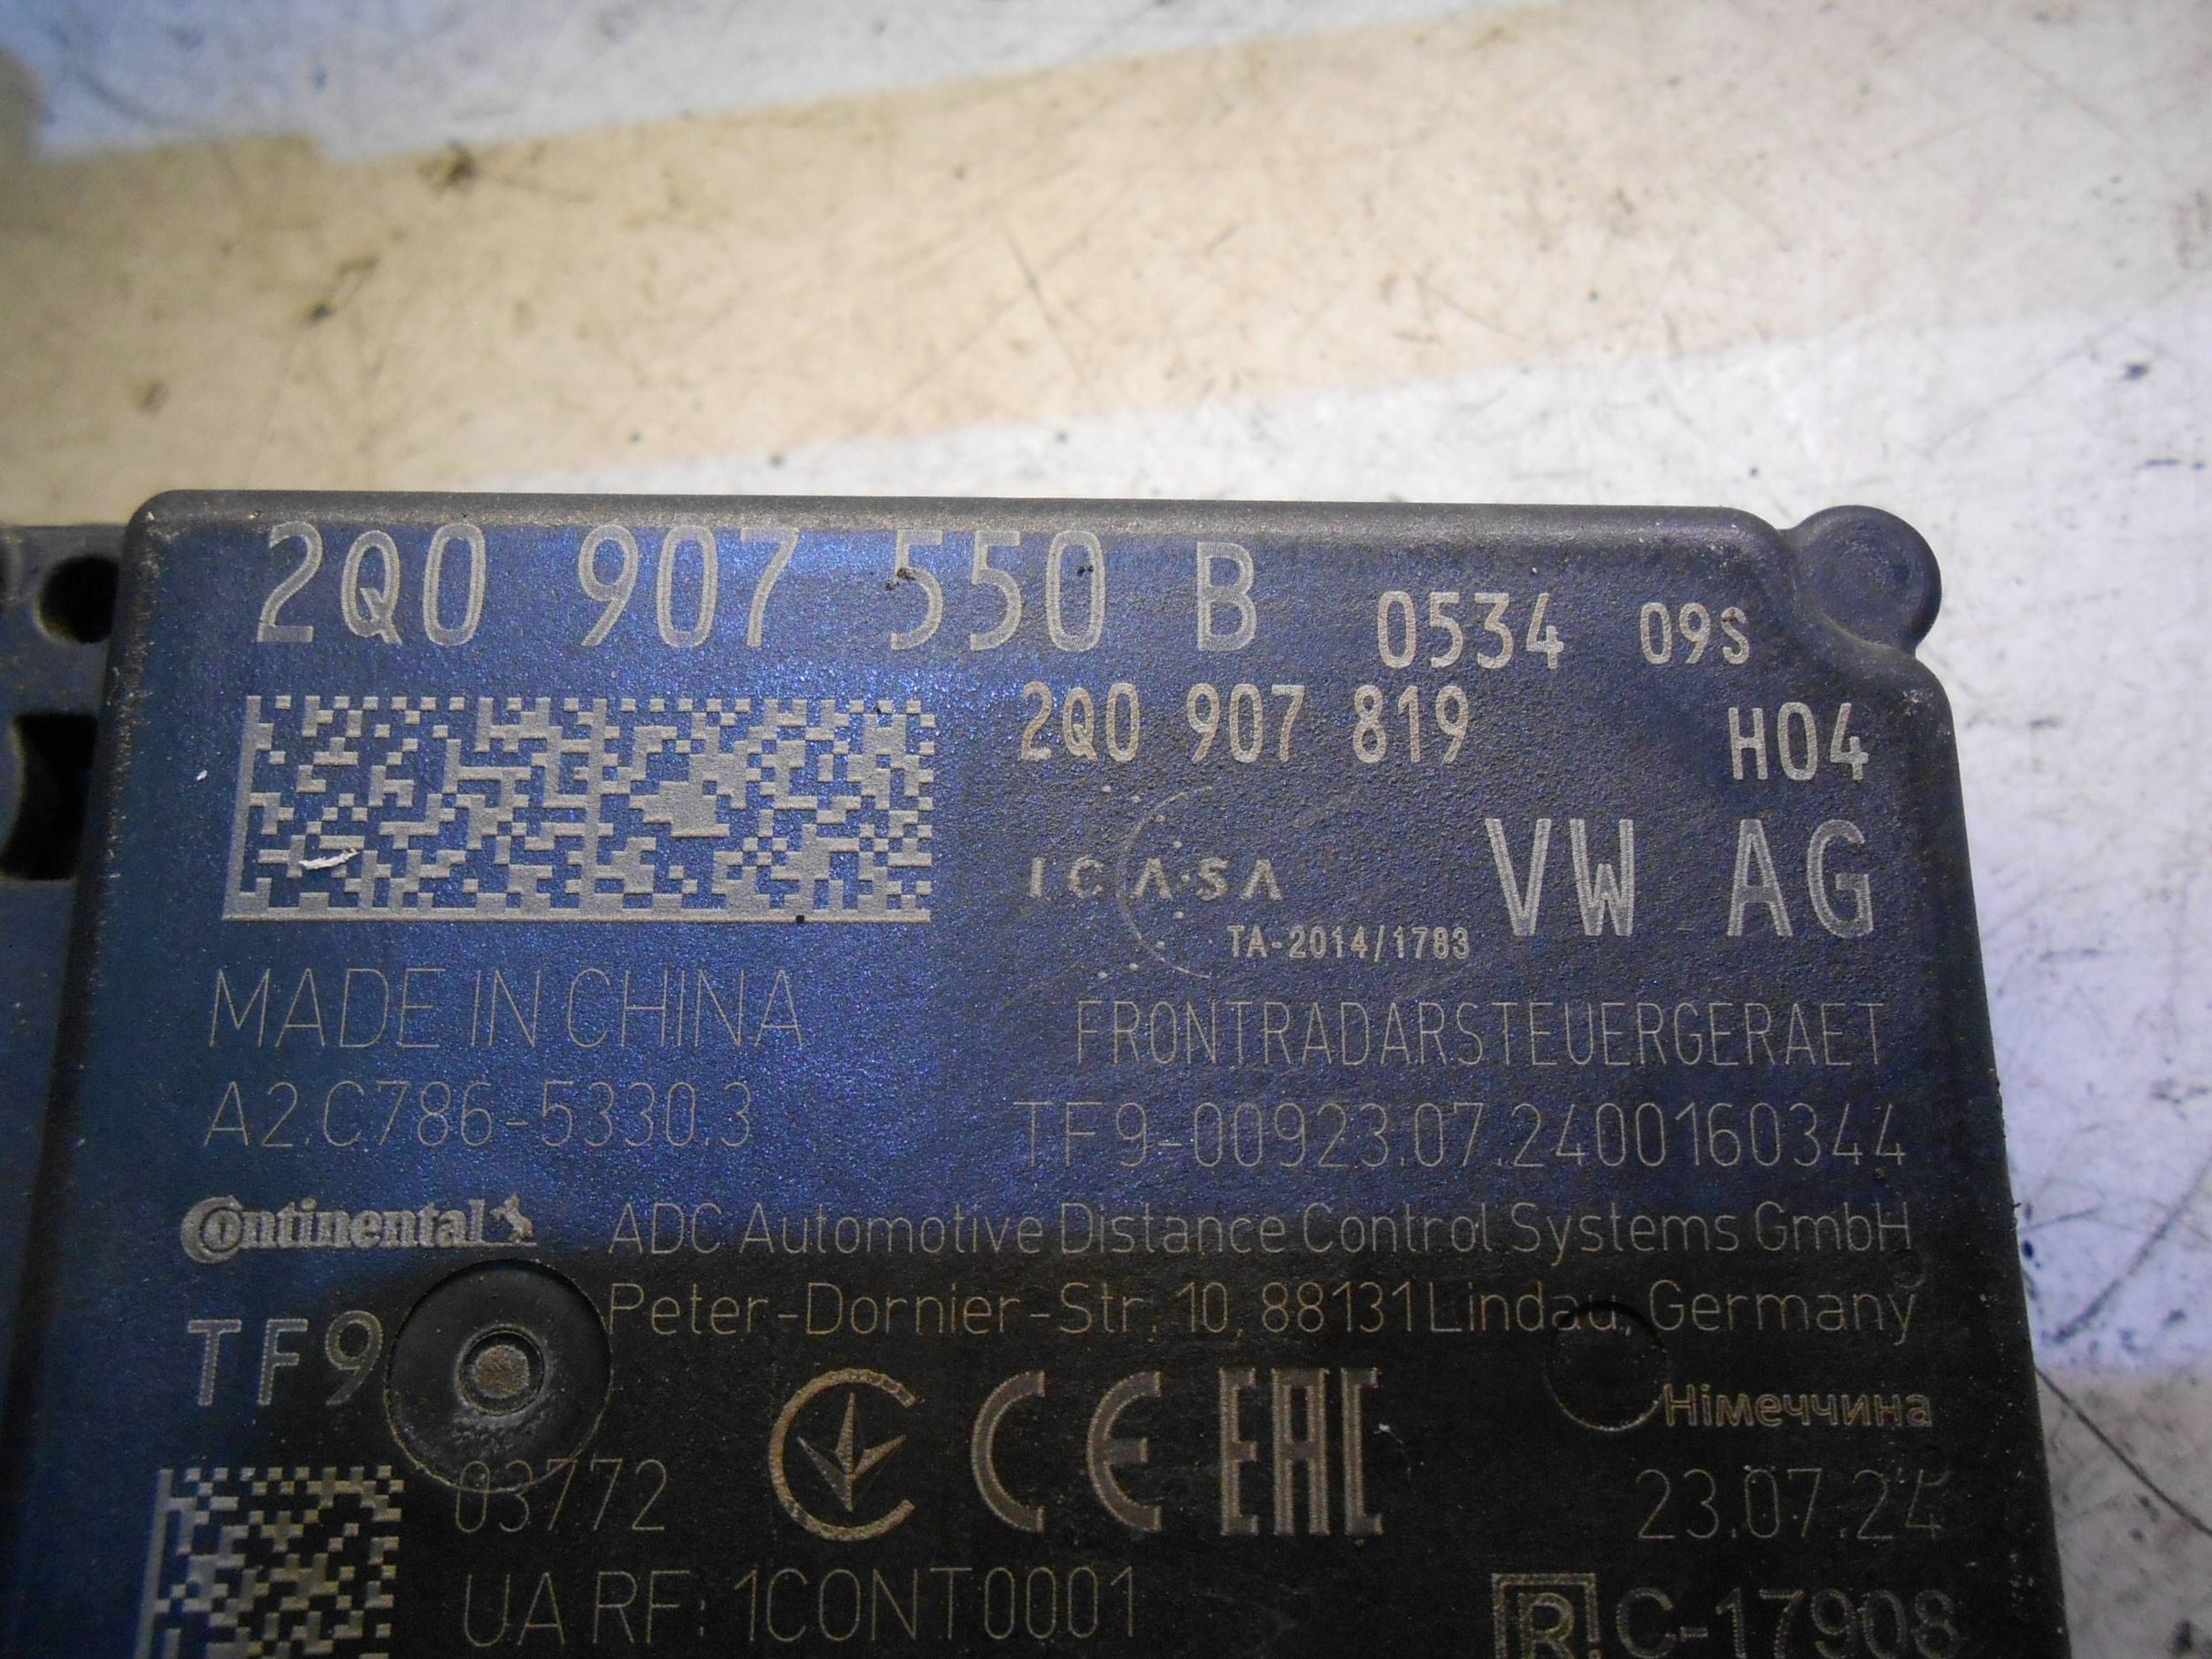 2Q0 907 550 B 0534 09S
2Q0 907 819 H04
ICASA VW AG
TA-2014/1783
MADE IN CHINA FRONTRADARSTEUERGERAET
A2.C786-5330.3 TF9-00923.07.2400160344
Continental ADC Automotive Distance Control Systems GmbH
TF9 Peter-Dornier-Str. 10, 88131 Lindau, Germany
CE EAC Німеччина
03772 23.07.24
UA RF: 1CONT0001 R! C-17908